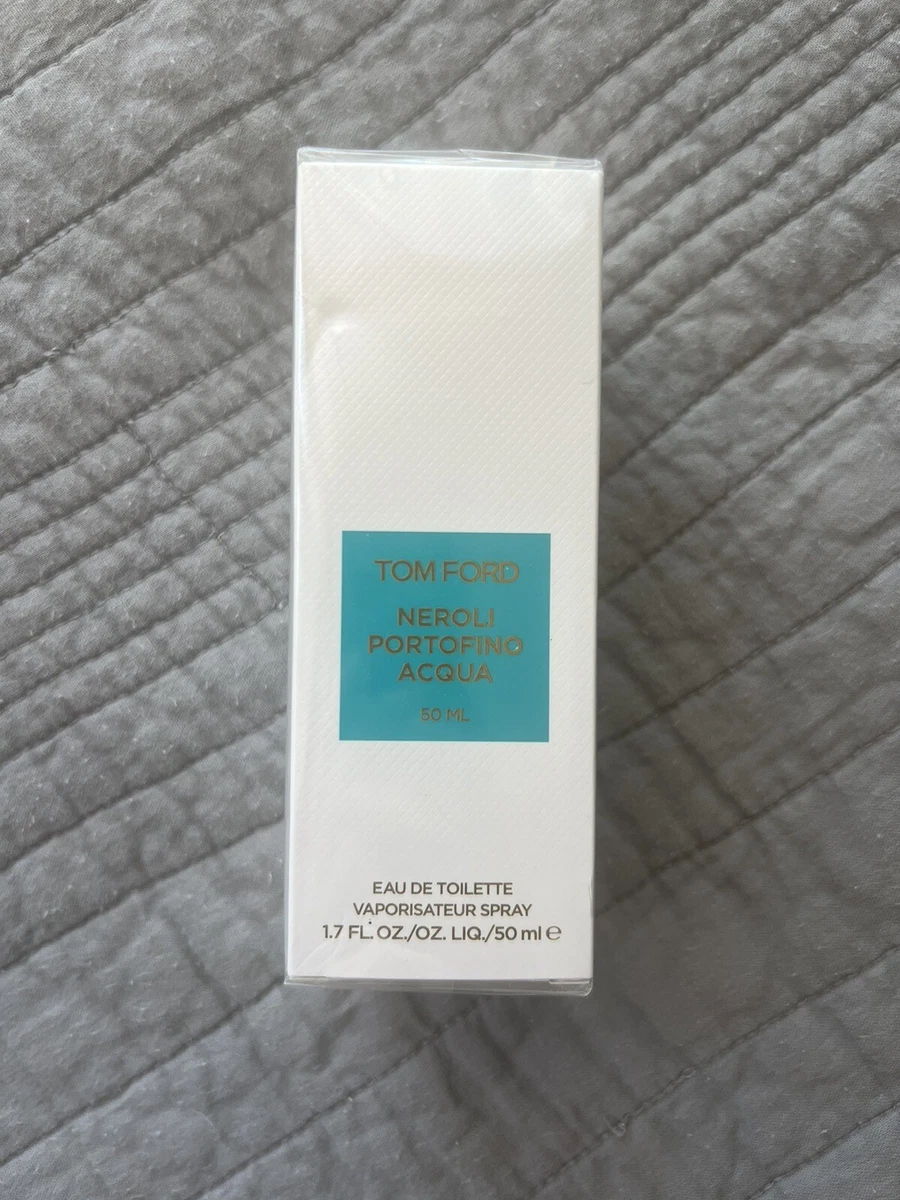 TOM FORD
NEROLI
PORTOFINO
ACQUA
50 ML
EAU DE TOILETTE
VAPORISATEUR SPRAY
1.7 FL. OZ./OZ. LIQ./50 ml ℮